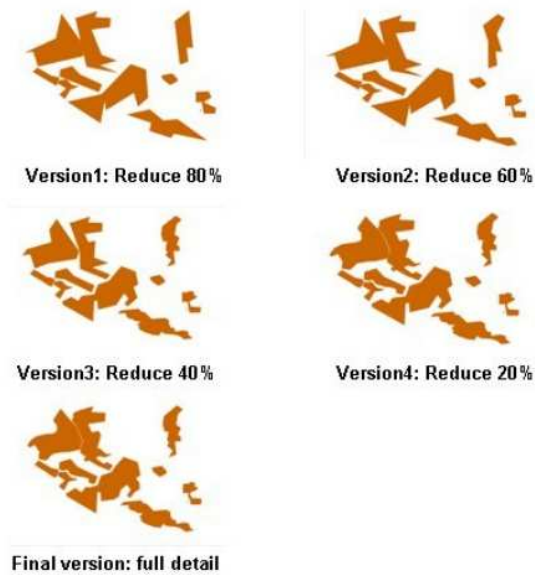 Version1: Reduce 80%
Version2: Reduce 60%
Version3: Reduce 40%
Version4: Reduce 20%
Final version: full detail